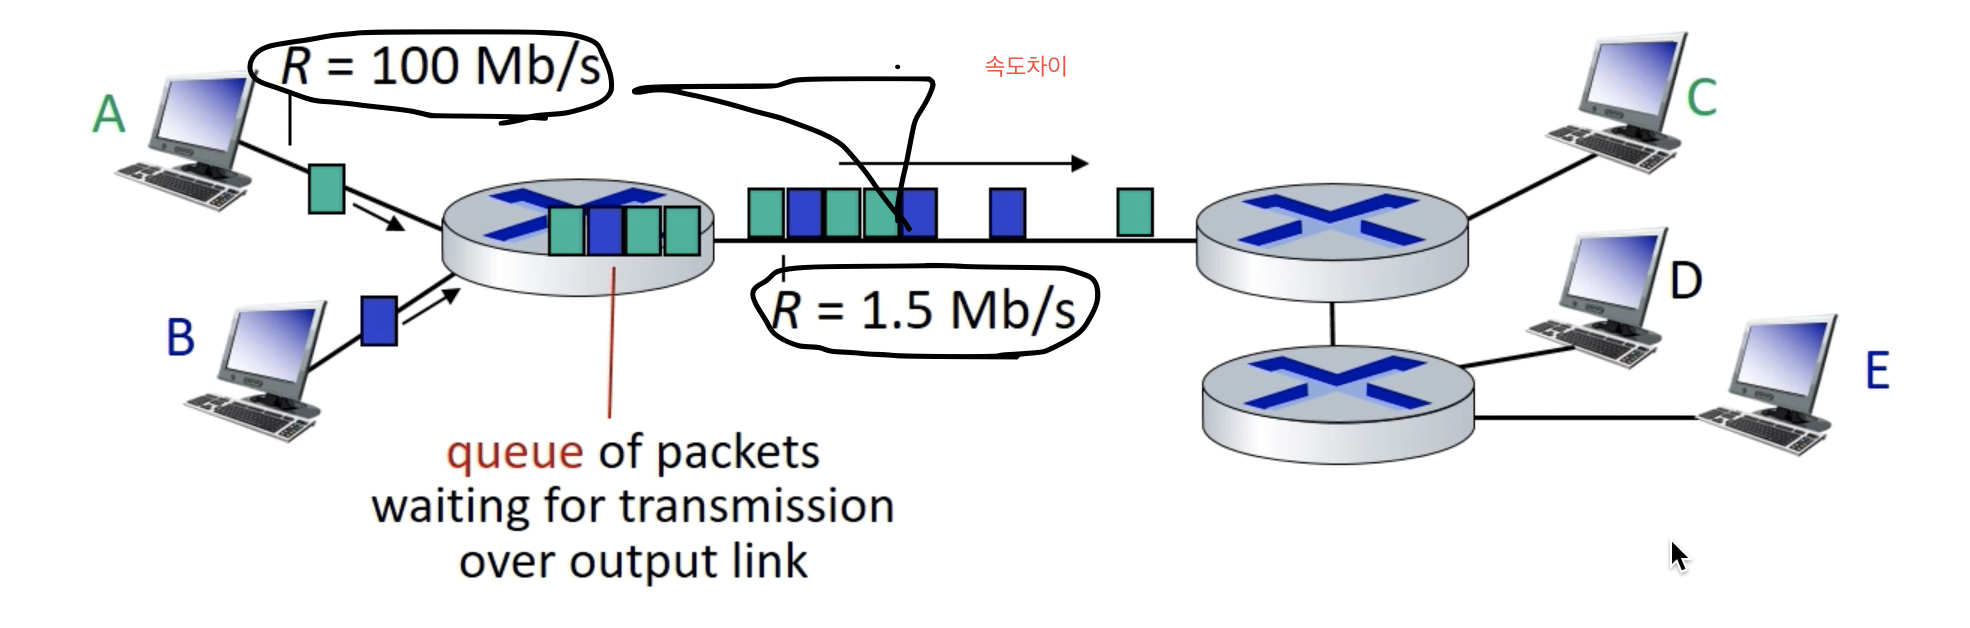 R = 100 Mb/s
속도차이
A
C
D
R = 1.5 Mb/s
B
E
queue of packets
waiting for transmission
over output link